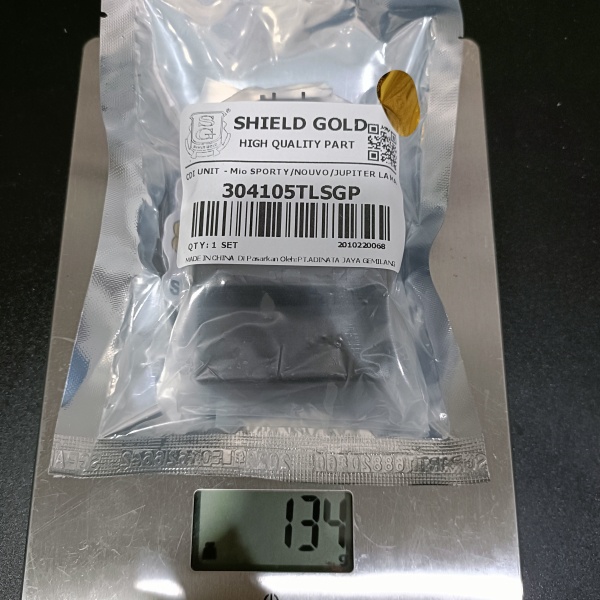 SHIELD GOLD
HIGH QUALITY PART
CDI UNIT - Mio SPORTY/NOUVO/JUPITER LAMA
304105TLSGP
QTY: 1 SET
2010220068
MADE IN CHINA Di Pasarkan Oleh: PT.ADINATA JAYA GEMILANG
134
g